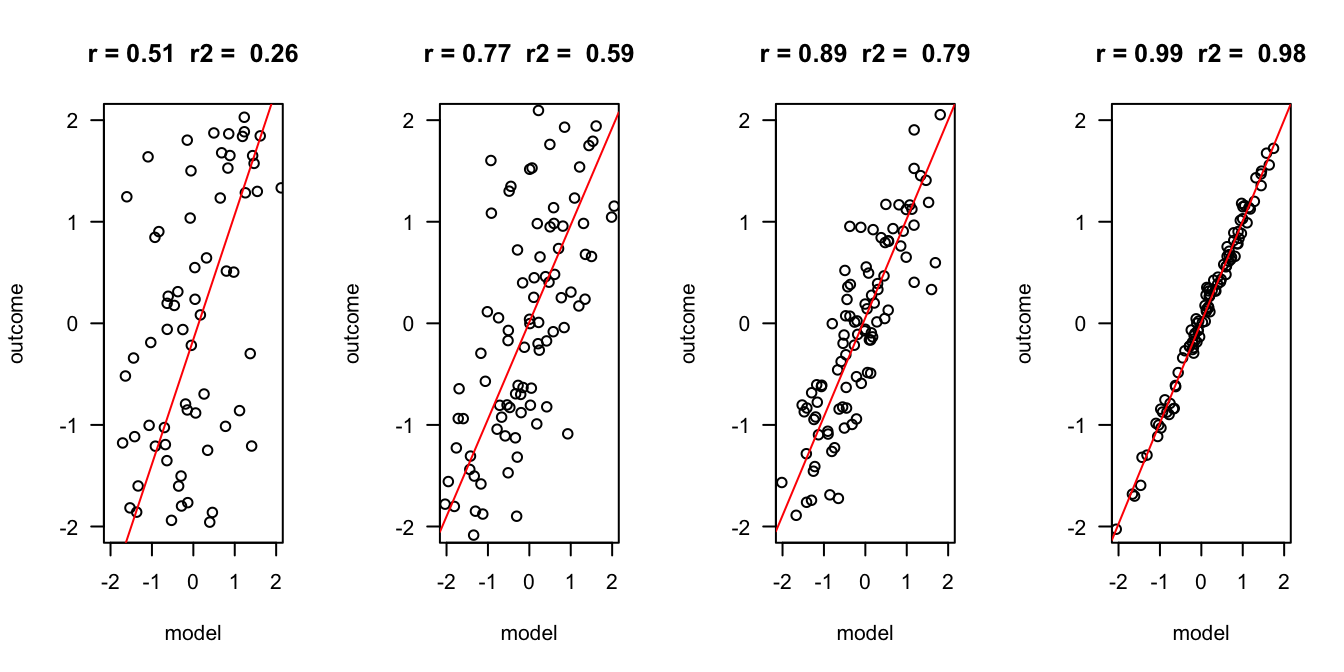 r = 0.51  r2 =  0.26
outcome
2
1
0
-1
-2
-2 -1 0 1 2
model
r = 0.77  r2 =  0.59
outcome
2
1
0
-1
-2
-2 -1 0 1 2
model
r = 0.89  r2 =  0.79
outcome
2
1
0
-1
-2
-2 -1 0 1 2
model
r = 0.99  r2 =  0.98
outcome
2
1
0
-1
-2
-2 -1 0 1 2
model